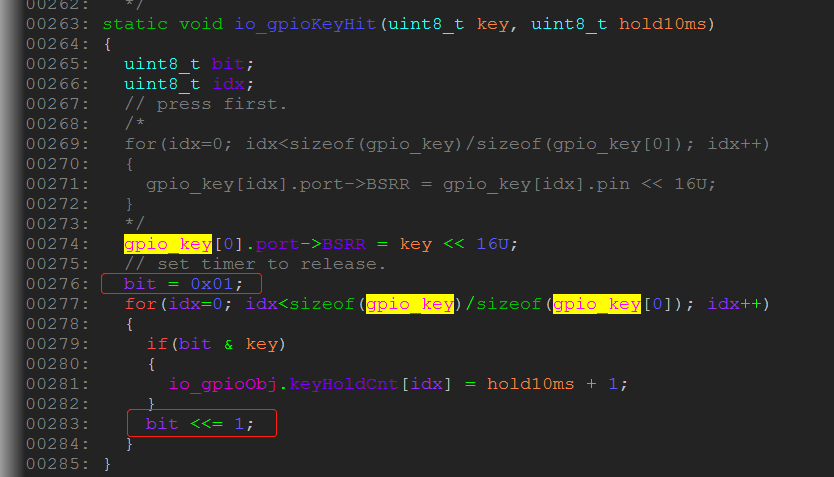 00262:   */
00263: static void io_gpioKeyHit(uint8_t key, uint8_t hold10ms)
00264: {
00265:   uint8_t bit;
00266:   uint8_t idx;
00267:   // press first.
00268:   /*
00269:   for(idx=0; idx<sizeof(gpio_key)/sizeof(gpio_key[0]); idx++)
00270:   {
00271:     gpio_key[idx].port->BSRR = gpio_key[idx].pin << 16U;
00272:   }
00273:   */
00274:   gpio_key[0].port->BSRR = key << 16U;
00275:   // set timer to release.
00276:   bit = 0x01;
00277:   for(idx=0; idx<sizeof(gpio_key)/sizeof(gpio_key[0]); idx++)
00278:   {
00279:     if(bit & key)
00280:     {
00281:       io_gpioObj.keyHoldCnt[idx] = hold10ms + 1;
00282:     }
00283:     bit <<= 1;
00284:   }
00285: }